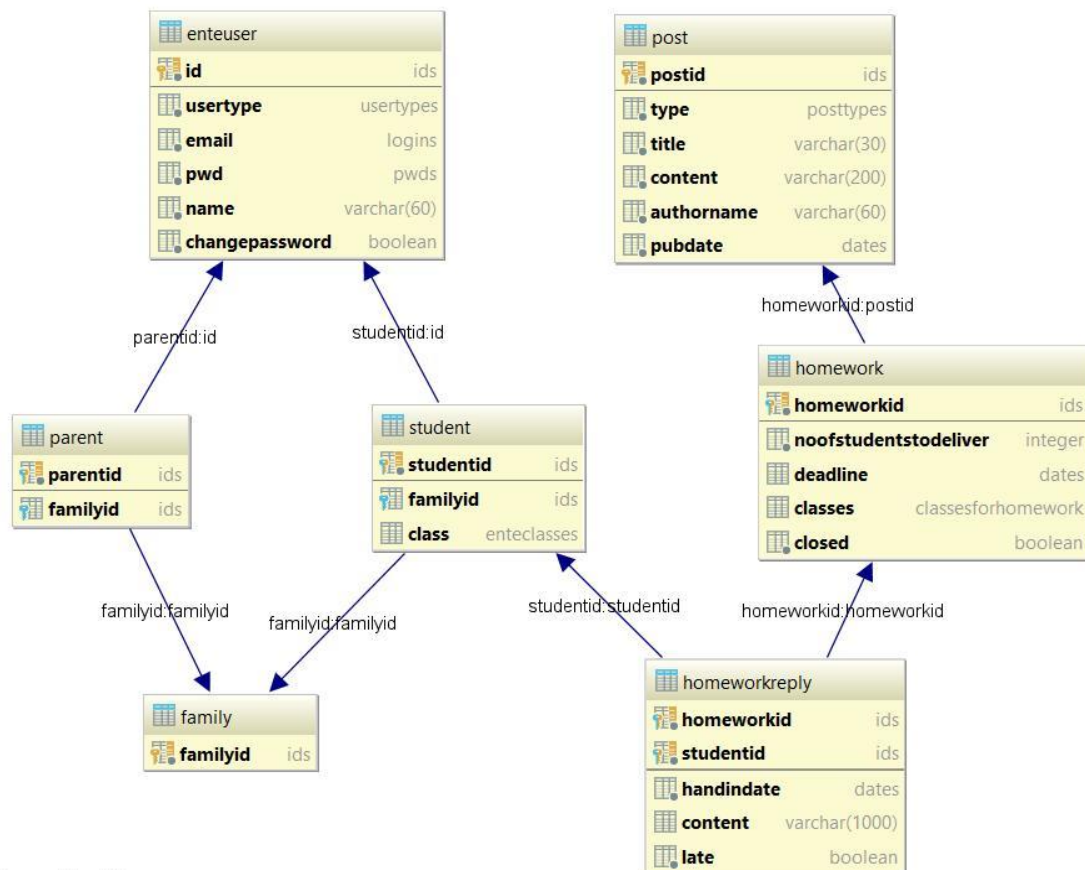 enteuser
id ids
usertype usertypes
email logins
pwd pwds
name varchar(60)
changepassword boolean
post
postid ids
type posttypes
title varchar(30)
content varchar(200)
authorname varchar(60)
pubdate dates
parentid:id
studentid:id
homeworkid:postid
parent
parentid ids
familyid ids
student
studentid ids
familyid ids
class enteclasses
homework
homeworkid ids
noofstudentstodeliver integer
deadline dates
classes classesforhomework
closed boolean
familyid:familyid
familyid:familyid
studentid:studentid
homeworkid:homeworkid
family
familyid ids
homeworkreply
homeworkid ids
studentid ids
handindate dates
content varchar(1000)
late boolean